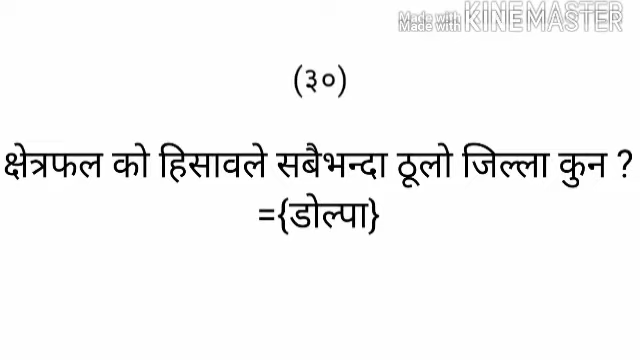 Made with KINEMASTER
(३०)
क्षेत्रफल को हिसावले सबैभन्दा ठूलो जिल्ला कुन ?
={डोल्पा}